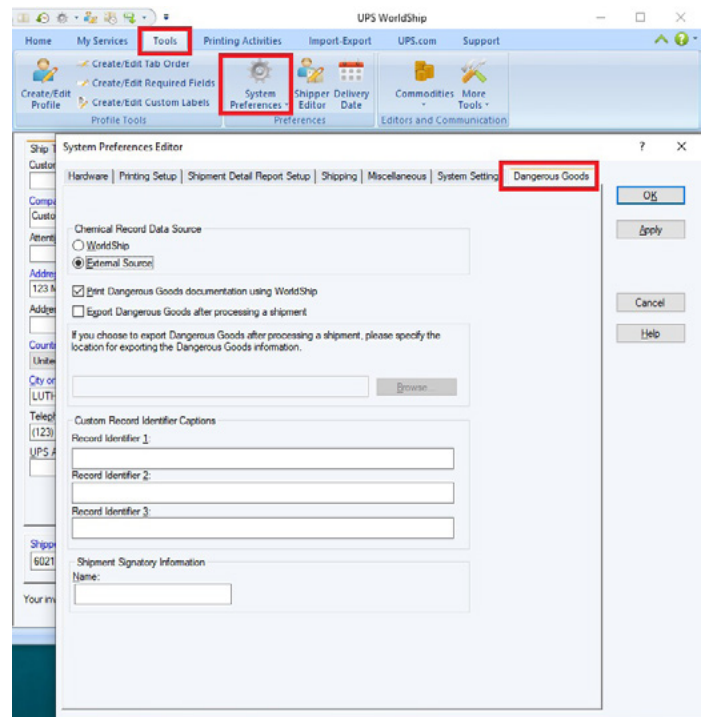 UPS WorldShip
Home My Services Tools Printing Activities Import-Export UPS.com Support
Create/Edit Profile
Create/Edit Tab Order
Create/Edit Required Fields
Create/Edit Custom Labels
System Preferences
Shipper Editor
Delivery Date
Commodities
More Tools
Profile Tools Preferences Editors and Communication
Ship T
Custo
Compa
Custo
Attenti
Addre
123 M
Addre
Countr
Unite
City or
LUTH
Teleph
(123)
UPS A
Shippe
6021
Your inv
System Preferences Editor
Hardware Printing Setup Shipment Detail Report Setup Shipping Miscellaneous System Setting Dangerous Goods
OK
Apply
Cancel
Help
Chemical Record Data Source
WorldShip
External Source
Print Dangerous Goods documentation using WorldShip
Export Dangerous Goods after processing a shipment
If you choose to export Dangerous Goods after processing a shipment, please specify the
location for exporting the Dangerous Goods information.
Browse...
Custom Record Identifier Captions
Record Identifier 1:
Record Identifier 2:
Record Identifier 3:
Shipment Signatory Information
Name: